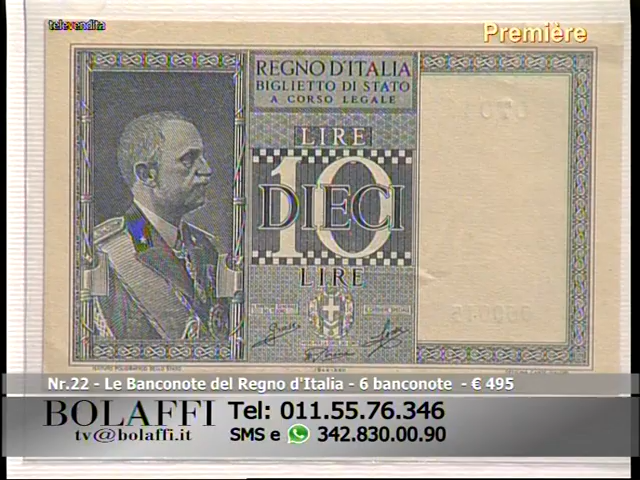 televendita
Première
REGNO D'ITALIA
BIGLIETTO DI STATO
A CORSO LEGALE
LIRE
10
DIECI
LIRE
Nr.22 - Le Banconote del Regno d'Italia - 6 banconote - € 495
BOLAFFI
tv@bolaffi.it
Tel: 011.55.76.346
SMS e 342.830.00.90